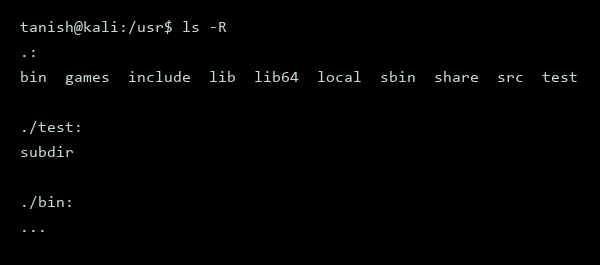 tanish@kali:/usr$ ls -R
.:
bin  games  include  lib  lib64  local  sbin  share  src  test
./test:
subdir
./bin:
...